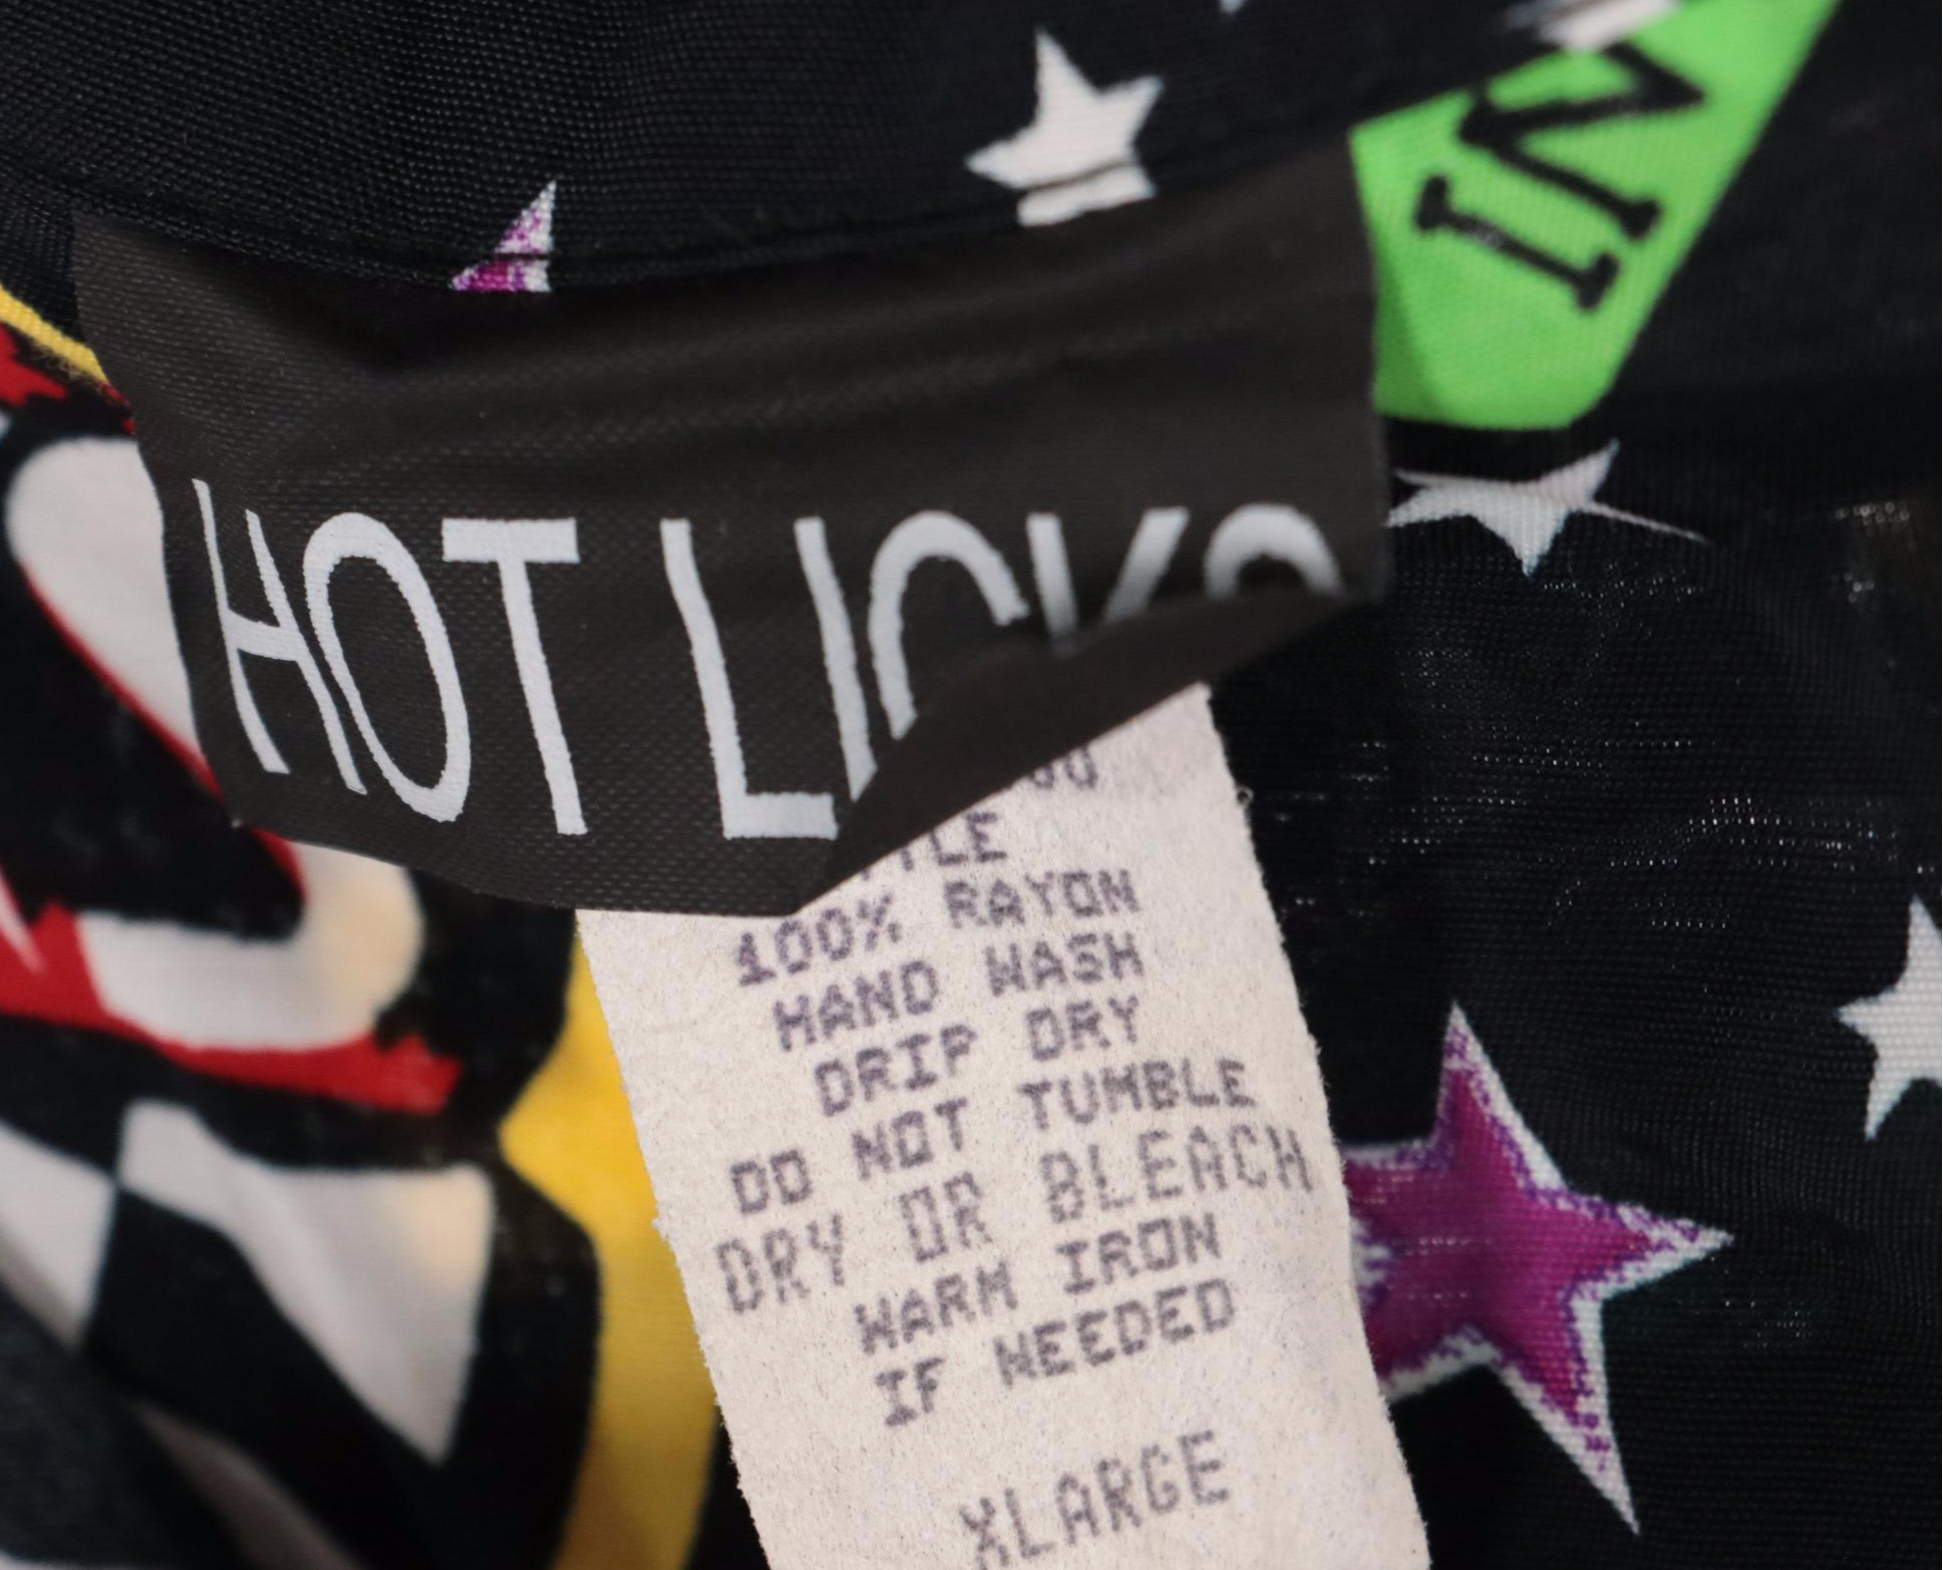 IN
HOT LICKS
100% RAYON
HAND WASH
DRIP DRY
DO NOT TUMBLE
DRY OR BLEACH
WARM IRON
IF NEEDED
XLARGE